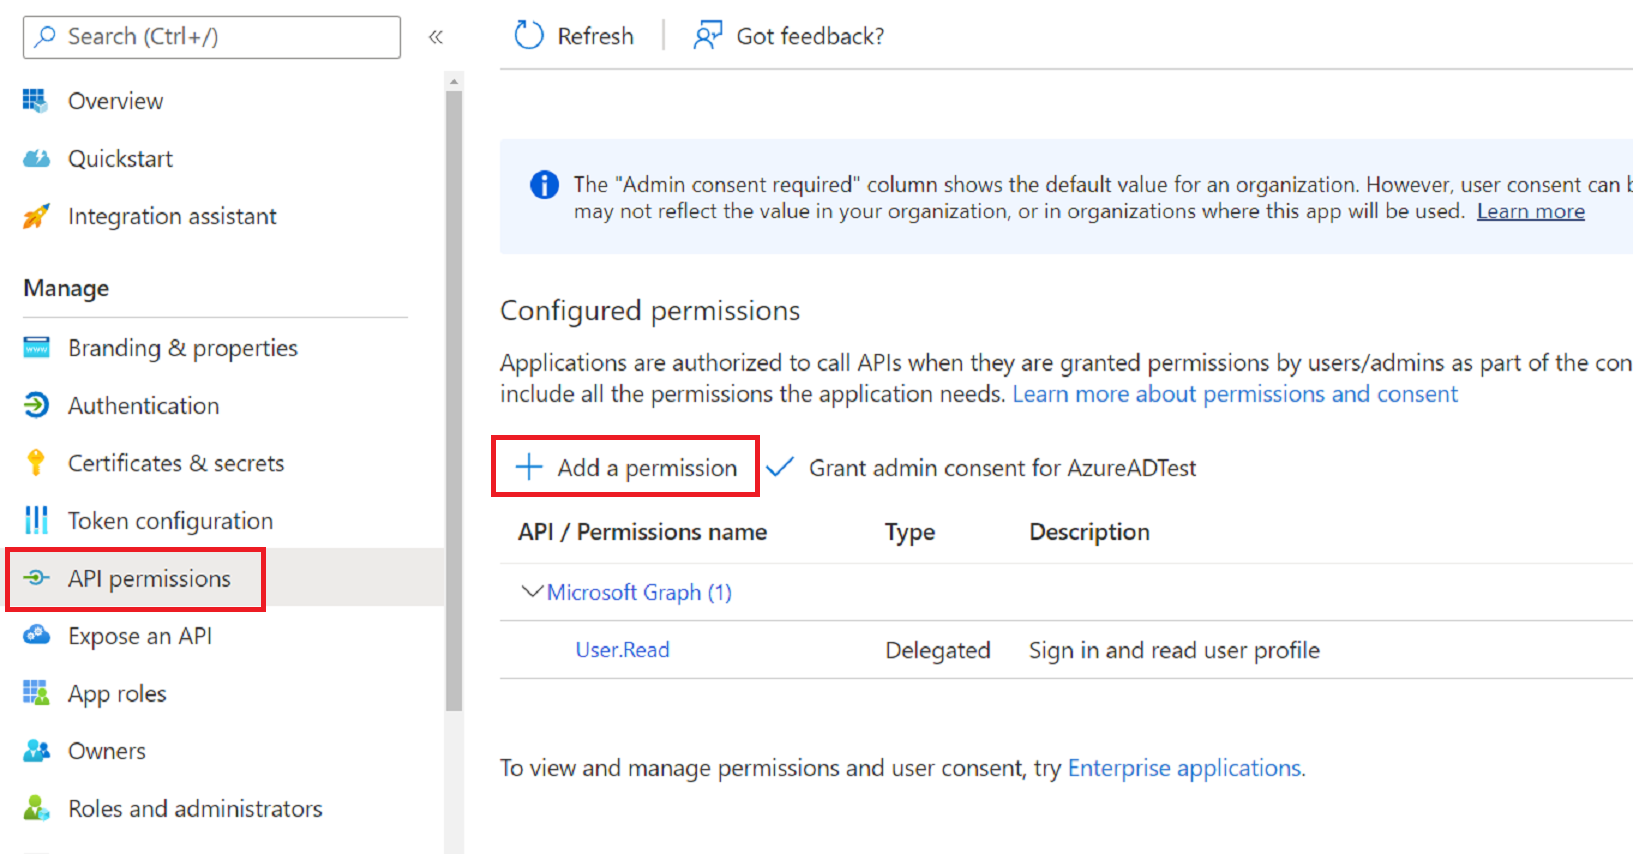 Search (Ctrl+/)
«
Refresh
Got feedback?
Overview
Quickstart
Integration assistant
Manage
Branding & properties
Authentication
Certificates & secrets
Token configuration
API permissions
Expose an API
App roles
Owners
Roles and administrators
The "Admin consent required" column shows the default value for an organization. However, user consent can
may not reflect the value in your organization, or in organizations where this app will be used. Learn more
Configured permissions
Applications are authorized to call APIs when they are granted permissions by users/admins as part of the con
include all the permissions the application needs. Learn more about permissions and consent
Add a permission
Grant admin consent for AzureADTest
API / Permissions name Type Description
Microsoft Graph (1)
User.Read Delegated Sign in and read user profile
To view and manage permissions and user consent, try Enterprise applications.